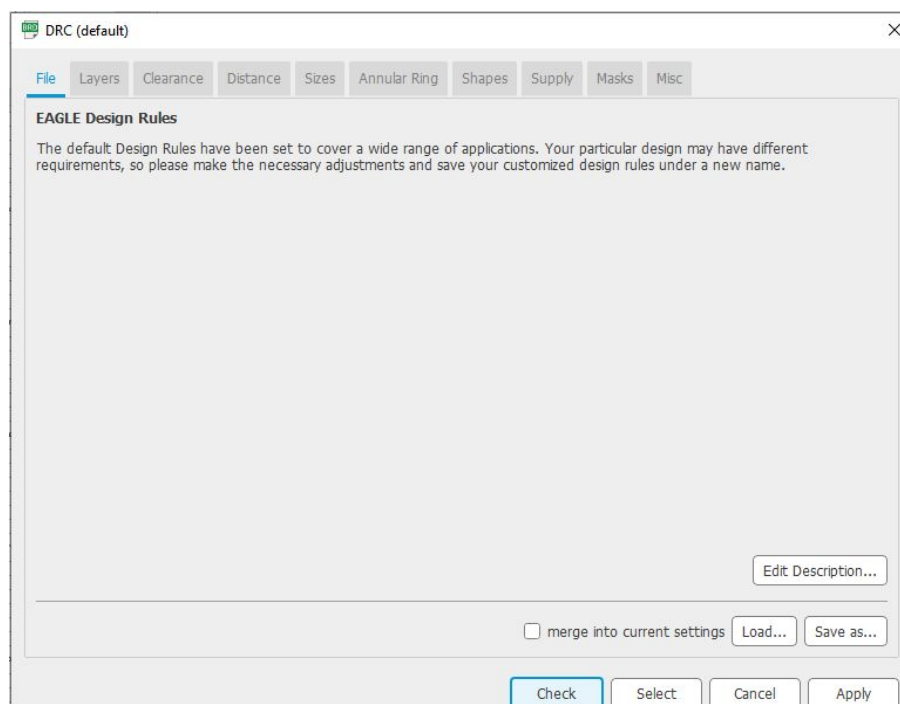 BRD
DRC (default)
File Layers Clearance Distance Sizes Annular Ring Shapes Supply Masks Misc
EAGLE Design Rules
The default Design Rules have been set to cover a wide range of applications. Your particular design may have different
requirements, so please make the necessary adjustments and save your customized design rules under a new name.
Edit Description...
merge into current settings Load... Save as...
Check Select Cancel Apply